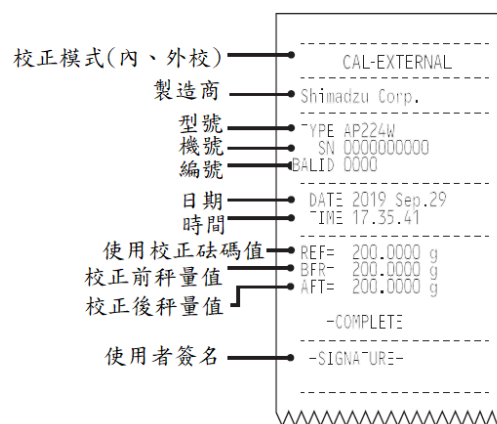 校正模式(內、外校)
CAL-EXTERNAL
製造商
Shimadzu Corp.
型號
TYPE AP224W
機號
SN 0000000000
編號
BALID 0000
日期
DATE 2019 Sep.29
時間
TIME 17.35.41
使用校正砝碼值
REF= 200.0000 g
校正前秤量值
BFR= 200.0000 g
校正後秤量值
AFT= 200.0000 g
-COMPLETE
使用者簽名
-SIGNATURE-